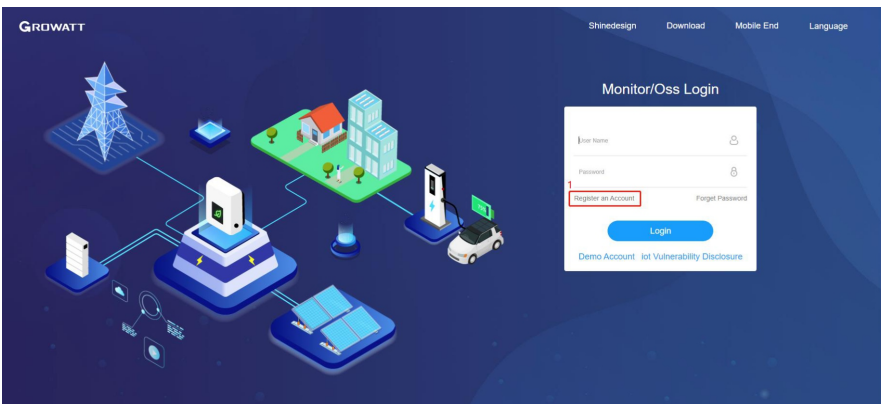 GROWATT
Shinedesign Download Mobile End Language
Monitor/Oss Login
User Name
Password
1
Register an Account Forget Password
Login
Demo Account iot Vulnerability Disclosure